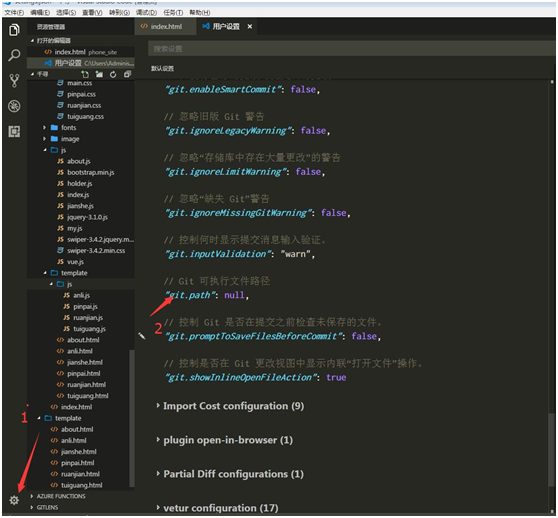 文件(F) 编辑(E) 选择(S) 查看(V) 转到(G) 调试(D) 任务(T) 帮助(H)
资源管理器
打开的编辑器
index.html phone_site
用户设置 C:\Users\Adminis...
千寻
main.css
pinpai.css
ruanjian.css
tuiguang.css
fonts
image
js
about.js
bootstrap.min.js
holder.js
index.js
jianshe.js
jquery-3.1.0.js
my.js
swiper-3.4.2.jquery.m...
swiper-3.4.2.min.css
vue.js
template
js
anli.js
pinpai.js
ruanjian.js
tuiguang.js
about.html
anli.html
jianshe.html
pinpai.html
ruanjian.html
tuiguang.html
index.html
template
about.html
anli.html
jianshe.html
pinpai.html
ruanjian.html
tuiguang.html
AZURE FUNCTIONS
GITLENS
1
index.html
用户设置
搜索设置
默认设置
"git.enableSmartCommit": false,
// 忽略旧版 Git 警告
"git.ignoreLegacyWarning": false,
// 忽略“存储库中存在大量更改”的警告
"git.ignoreLimitWarning": false,
// 忽略“缺失 Git”警告
"git.ignoreMissingGitWarning": false,
// 控制何时显示提交消息输入验证。
"git.inputValidation": "warn",
// Git 可执行文件路径
"git.path": null,
2
// 控制 Git 是否在提交之前检查未保存的文件。
"git.promptToSaveFilesBeforeCommit": false,
// 控制是否在 Git 更改视图中显示内联“打开文件”操作。
"git.showInlineOpenFileAction": true
Import Cost configuration (9)
plugin open-in-browser (1)
Partial Diff configurations (1)
vetur configuration (17)